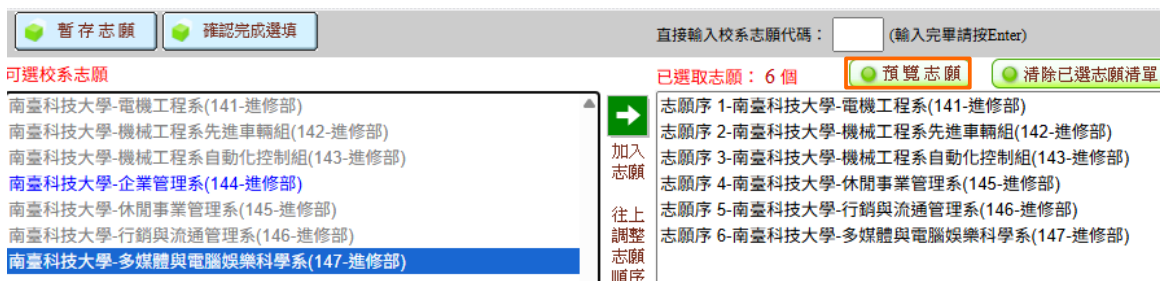 暫存志願
確認完成選填
直接輸入校系志願代碼：
(輸入完畢請按Enter)
可選校系志願
已選取志願：6 個
預覽志願
清除已選志願清單
南臺科技大學-電機工程系(141-進修部)
南臺科技大學-機械工程系先進車輛組(142-進修部)
南臺科技大學-機械工程系自動化控制組(143-進修部)
南臺科技大學-企業管理系(144-進修部)
南臺科技大學-休閒事業管理系(145-進修部)
南臺科技大學-行銷與流通管理系(146-進修部)
南臺科技大學-多媒體與電腦娛樂科學系(147-進修部)
加入
志願
往上
調整
志願
順序
志願序 1-南臺科技大學-電機工程系(141-進修部)
志願序 2-南臺科技大學-機械工程系先進車輛組(142-進修部)
志願序 3-南臺科技大學-機械工程系自動化控制組(143-進修部)
志願序 4-南臺科技大學-休閒事業管理系(145-進修部)
志願序 5-南臺科技大學-行銷與流通管理系(146-進修部)
志願序 6-南臺科技大學-多媒體與電腦娛樂科學系(147-進修部)